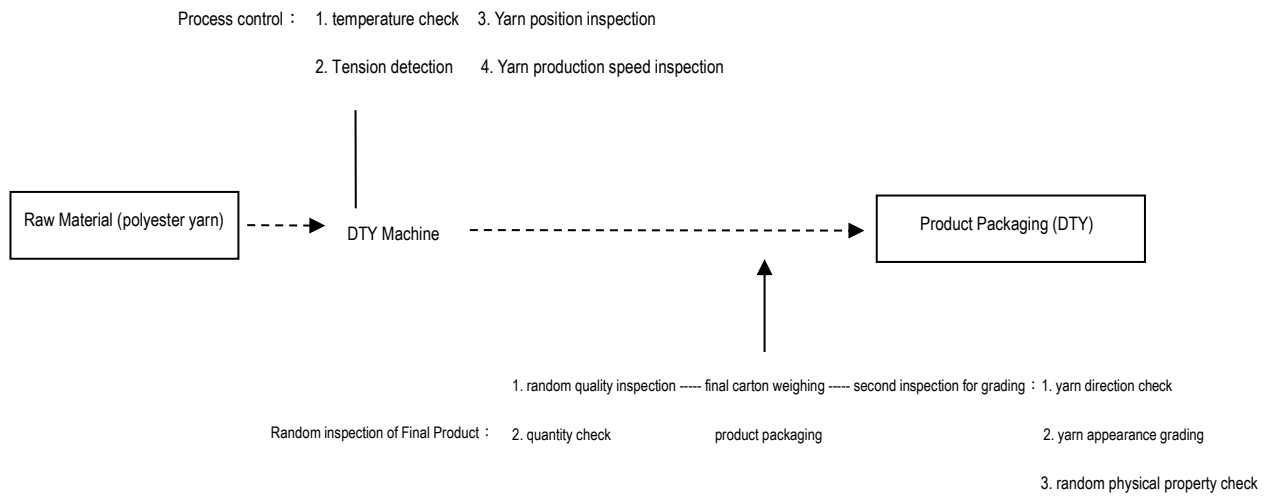 Process control： 1. temperature check 3. Yarn position inspection
2. Tension detection 4. Yarn production speed inspection
Raw Material (polyester yarn)
DTY Machine
Product Packaging (DTY)
1. random quality inspection ----- final carton weighing ----- second inspection for grading：1. yarn direction check
Random inspection of Final Product： 2. quantity check product packaging 2. yarn appearance grading
3. random physical property check